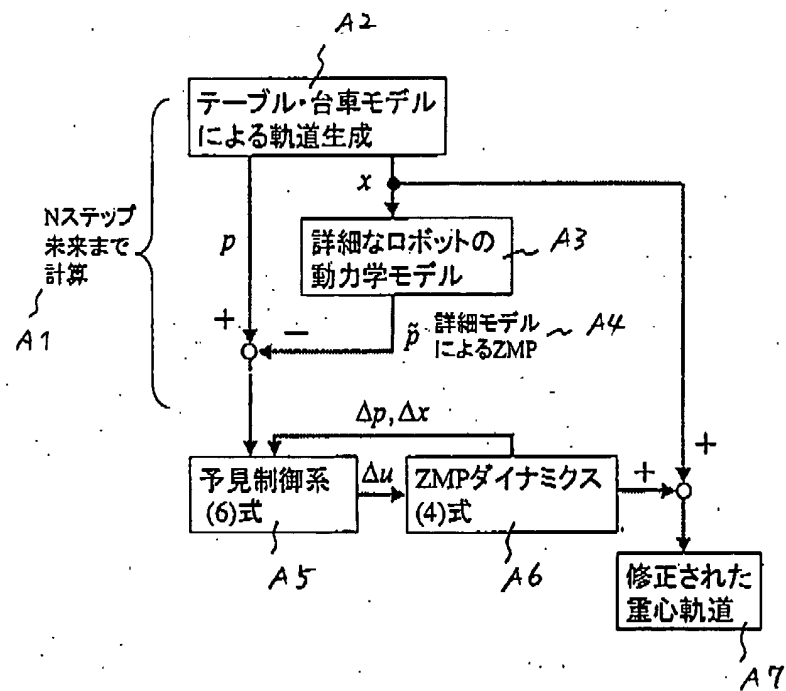 A2
テーブル・台車モデル
による軌道生成
x
Nステップ
未来まで
計算
A1
p
詳細なロボットの
動力学モデル
A3
+
−
p̃
詳細モデル
によるZMP
A4
Δp, Δx
+
予見制御系
(6)式
Δu
ZMPダイナミクス
(4)式
+
A5
A6
修正された
重心軌道
A7